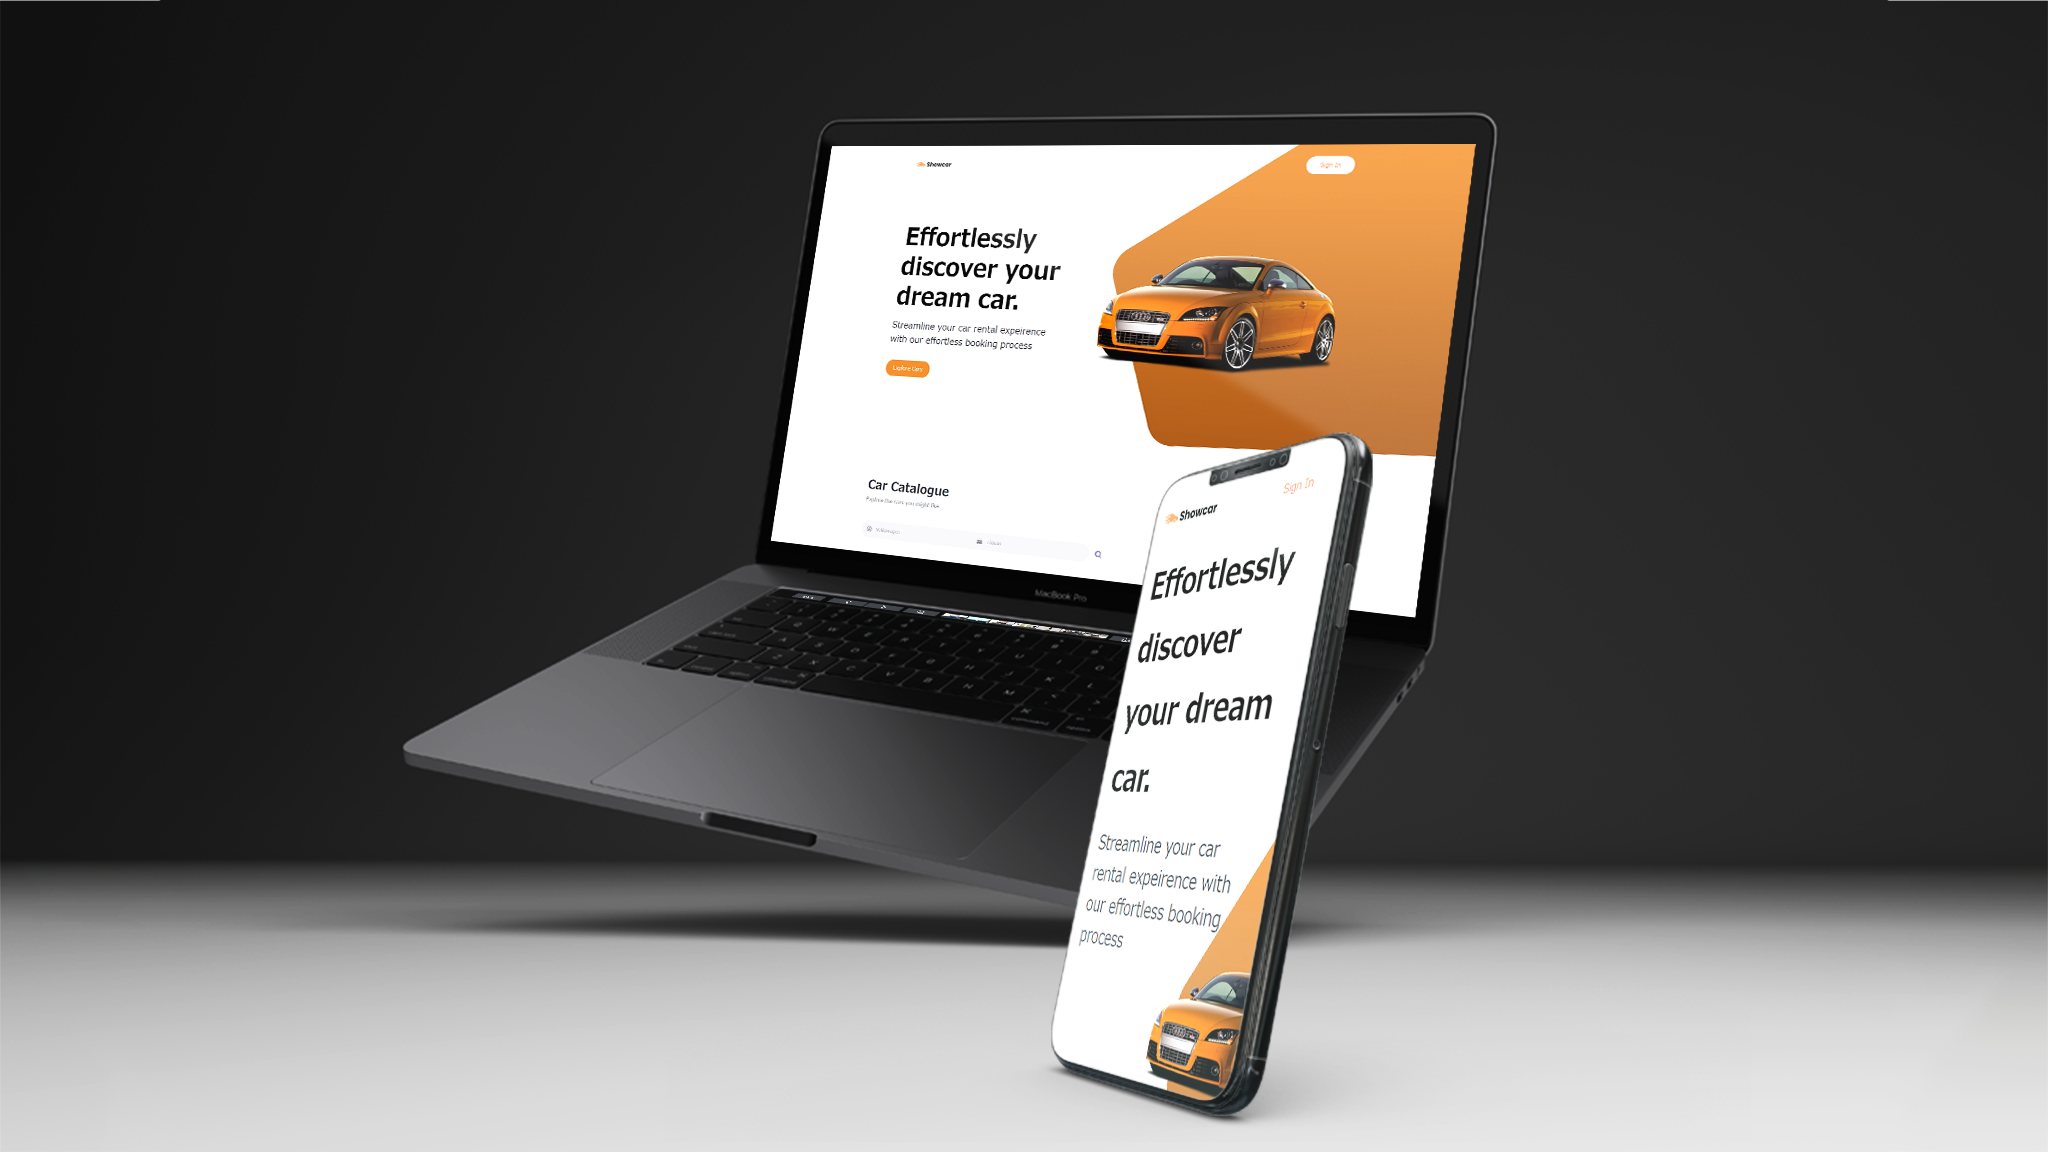 Showcar
Sign In
Effortlessly
discover your
dream car.
Streamline your car rental expeirence
with our effortless booking process
Explore Cars
Car Catalogue
Explore the cars you might like
MacBook Pro
Sign In
Showcar
Effortlessly
discover
your dream
car.
Streamline your car
rental expeirence with
our effortless booking
process